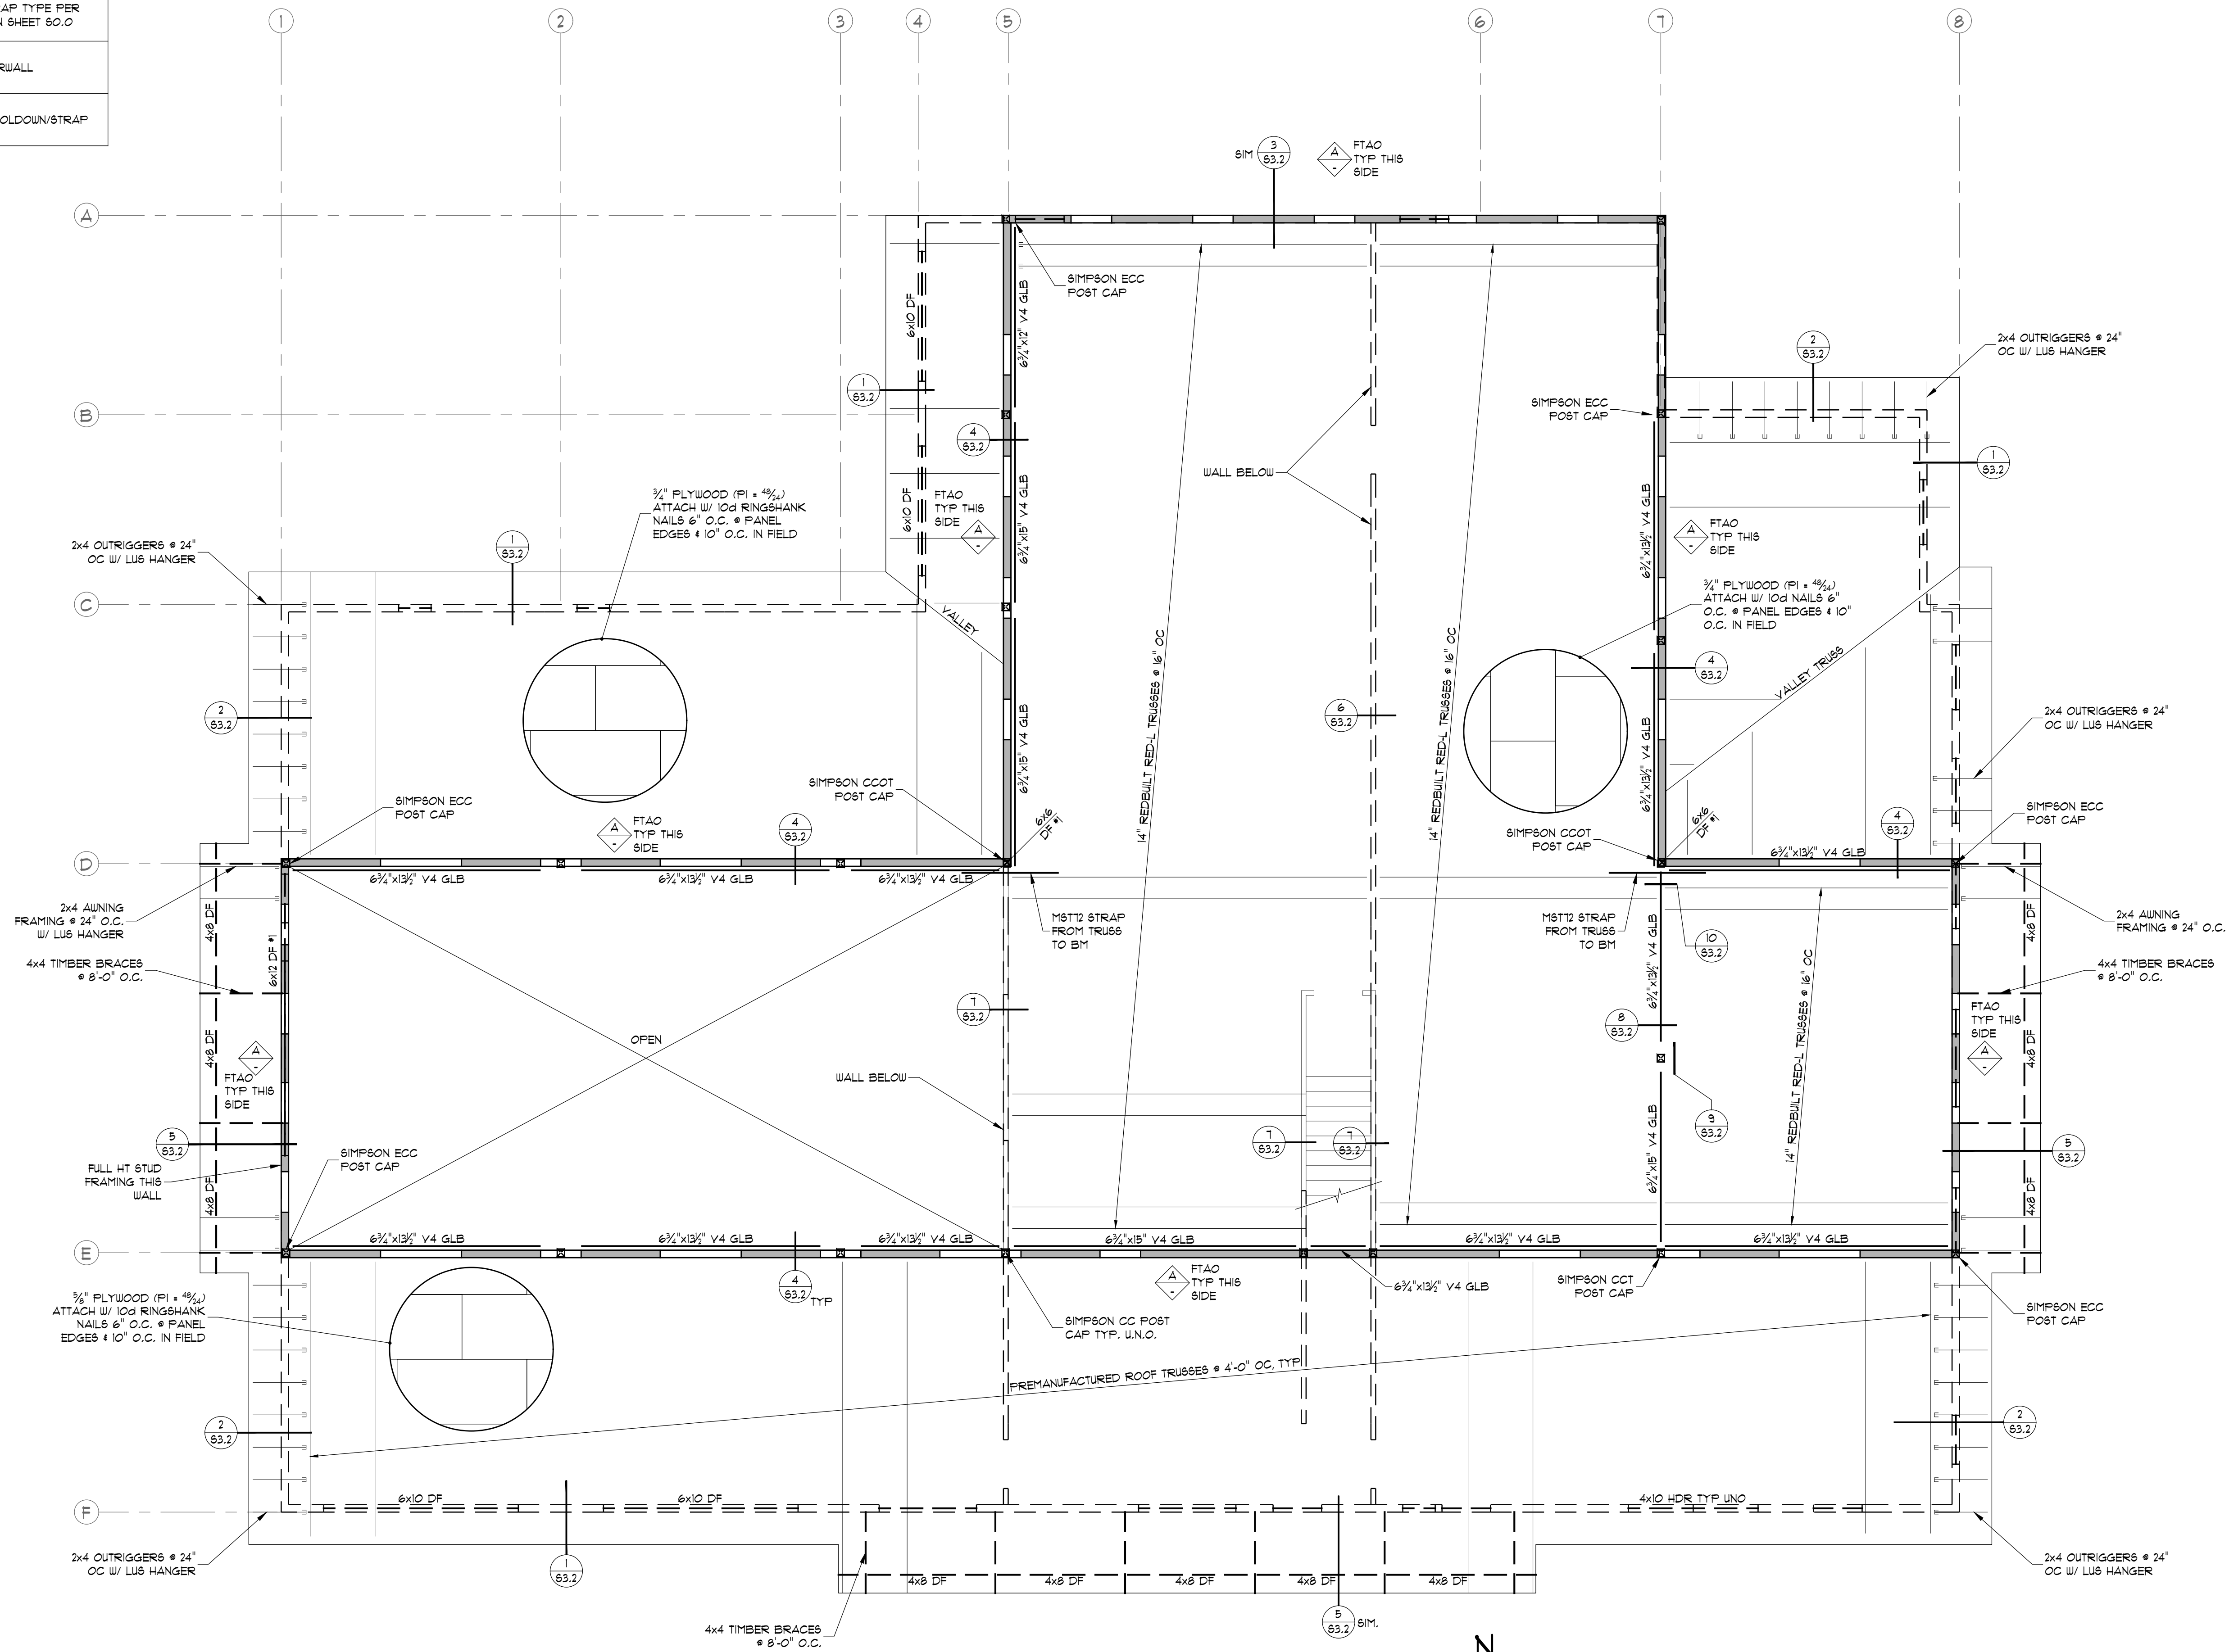 AP TYPE PER
N SHEET S0.0
RWALL
OLDOWN/STRAP
1
2
3
4
5
6
7
8
A
B
C
D
E
F
SIM
3
S3.2
A
-
FTAO
TYP THIS
SIDE
SIMPSON ECC
POST CAP
6x10 DF
6¾"x12" V4 GLB
1
S3.2
4
S3.2
6x10 DF
FTAO
TYP THIS
SIDE
A
-
6¾"x15" V4 GLB
WALL BELOW
14" REDBUILT RED-L TRUSSES @ 16" OC
14" REDBUILT RED-L TRUSSES @ 16" OC
2
S3.2
2x4 OUTRIGGERS @ 24"
OC W/ LUS HANGER
SIMPSON ECC
POST CAP
1
S3.2
6¾"x13½" V4 GLB
A
-
FTAO
TYP THIS
SIDE
¾" PLYWOOD (PI = 48/24)
ATTACH W/ 10d RINGSHANK
NAILS 6" O.C. @ PANEL
EDGES & 10" O.C. IN FIELD
2x4 OUTRIGGERS @ 24"
OC W/ LUS HANGER
1
S3.2
VALLEY
¾" PLYWOOD (PI = 48/24)
ATTACH W/ 10d NAILS 6"
O.C. @ PANEL EDGES & 10"
O.C. IN FIELD
4
S3.2
VALLEY TRUSS
2
S3.2
6
S3.2
6¾"x15" V4 GLB
6¾"x13½" V4 GLB
2x4 OUTRIGGERS @ 24"
OC W/ LUS HANGER
SIMPSON ECC
POST CAP
SIMPSON CCOT
POST CAP
6x6
DF #1
A
-
FTAO
TYP THIS
SIDE
4
S3.2
SIMPSON CCOT
POST CAP
6x6
DF #1
4
S3.2
SIMPSON ECC
POST CAP
6¾"x13½" V4 GLB
6¾"x13½" V4 GLB
6¾"x13½" V4 GLB
6¾"x13½" V4 GLB
2x4 AWNING
FRAMING @ 24" O.C.
W/ LUS HANGER
4x8 DF
6x12 DF #1
4x4 TIMBER BRACES
@ 8'-0" O.C.
MST72 STRAP
FROM TRUSS
TO BM
MST72 STRAP
FROM TRUSS
TO BM
6¾"x13½" V4 GLB
10
S3.2
14" REDBUILT RED-L TRUSSES @ 16" OC
4x8 DF
2x4 AWNING
FRAMING @ 24" O.C.
4x4 TIMBER BRACES
@ 8'-0" O.C.
7
S3.2
8
S3.2
OPEN
4x8 DF
A
-
FTAO
TYP THIS
SIDE
FTAO
TYP THIS
SIDE
A
-
4x8 DF
WALL BELOW
9
S3.2
5
S3.2
7
S3.2
7
S3.2
6¾"x15" V4 GLB
5
S3.2
SIMPSON ECC
POST CAP
FULL HT STUD
FRAMING THIS
WALL
4x8 DF
4x8 DF
6¾"x13½" V4 GLB
6¾"x13½" V4 GLB
6¾"x13½" V4 GLB
6¾"x15" V4 GLB
6¾"x13½" V4 GLB
6¾"x13½" V4 GLB
4
S3.2
TYP
A
-
FTAO
TYP THIS
SIDE
6¾"x13½" V4 GLB
SIMPSON CCT
POST CAP
⅝" PLYWOOD (PI = 48/24)
ATTACH W/ 10d RINGSHANK
NAILS 6" O.C. @ PANEL
EDGES & 10" O.C. IN FIELD
SIMPSON CC POST
CAP TYP. U.N.O.
SIMPSON ECC
POST CAP
PREMANUFACTURED ROOF TRUSSES @ 4'-0" OC, TYP
2
S3.2
2
S3.2
6x10 DF
6x10 DF
4x10 HDR TYP UNO
2x4 OUTRIGGERS @ 24"
OC W/ LUS HANGER
1
S3.2
4x8 DF
4x8 DF
4x8 DF
4x8 DF
4x8 DF
2x4 OUTRIGGERS @ 24"
OC W/ LUS HANGER
5
S3.2
SIM.
4x4 TIMBER BRACES
@ 8'-0" O.C.
N